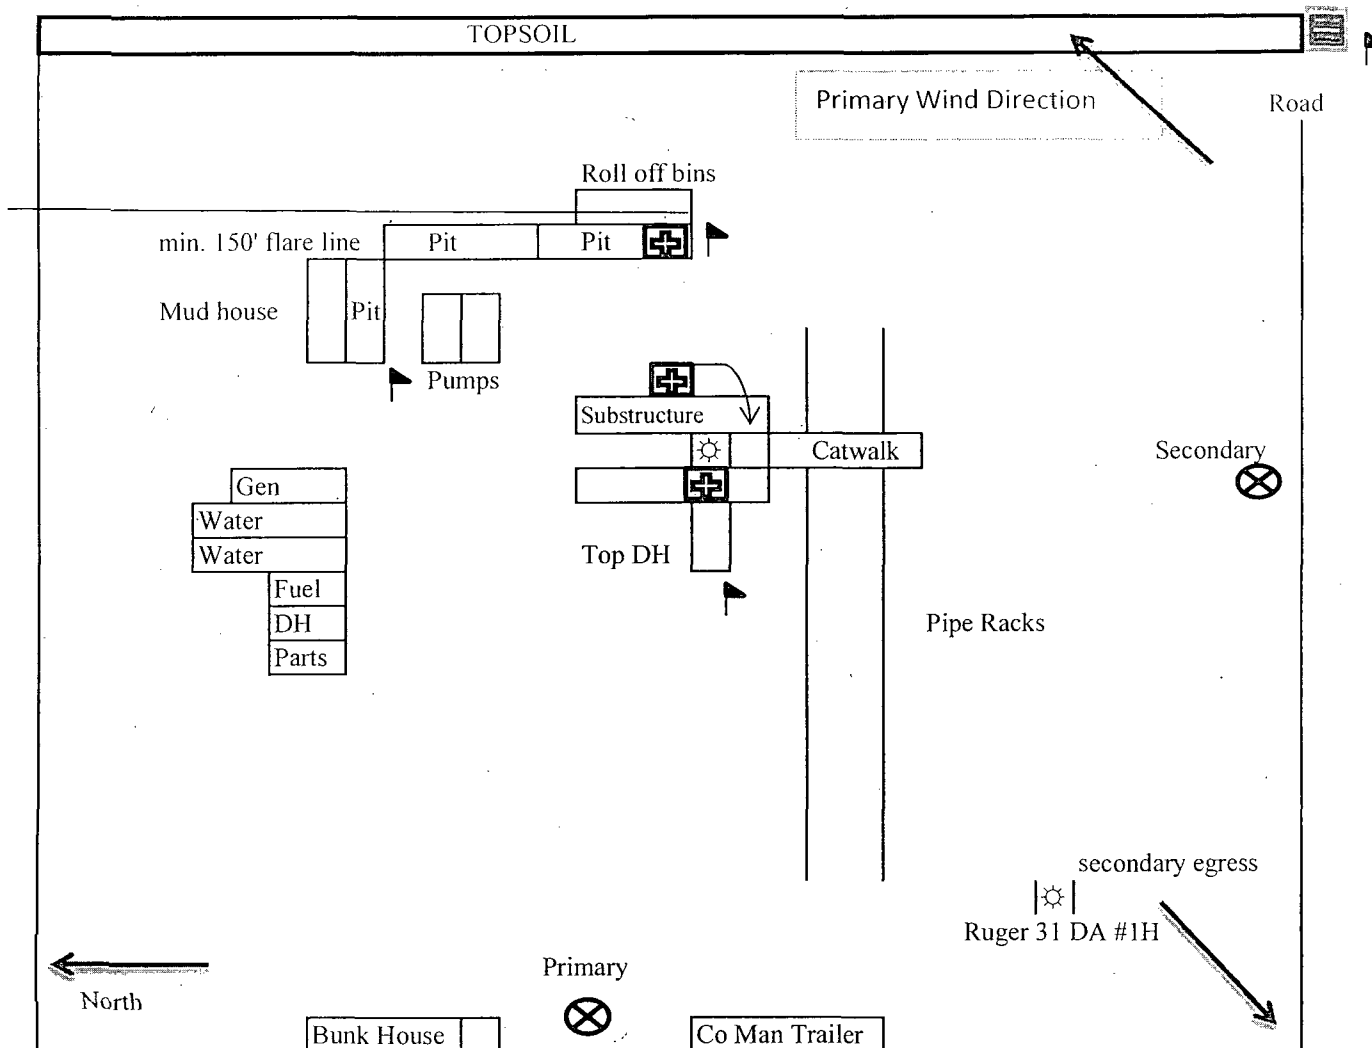 TOPSOIL
Primary Wind Direction
Road
Roll off bins
min. 150' flare line
Pit
Pit
Mud house
Pit
Pumps
Substructure
Catwalk
Secondary
Gen
Water
Water
Top DH
Fuel
DH
Parts
Pipe Racks
secondary egress
Ruger 31 DA #1H
Primary
North
Bunk House
Co Man Trailer